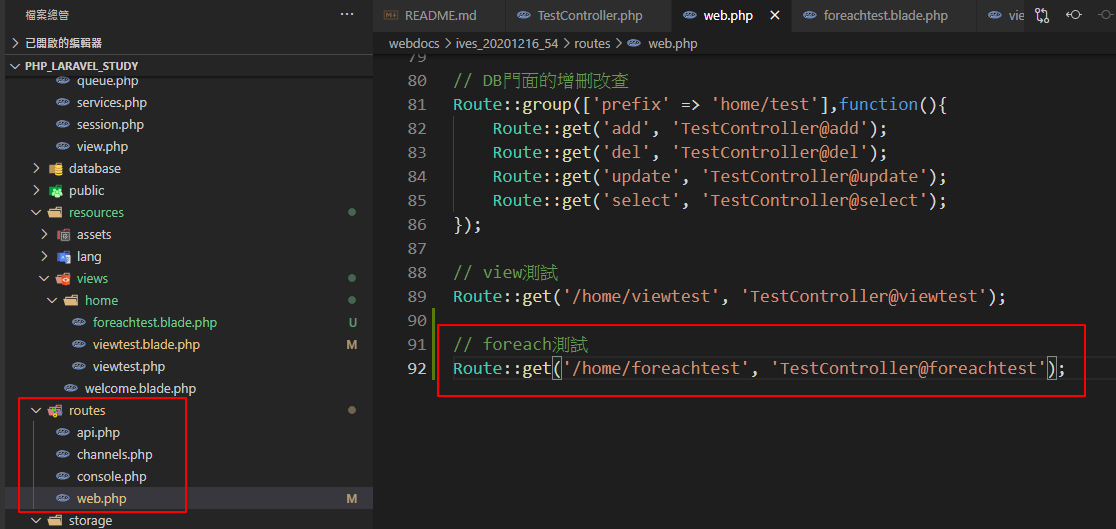 檔案總管
···
已開啟的編輯器
PHP_LARAVEL_STUDY
queue.php
services.php
session.php
view.php
database
public
resources
assets
lang
views
home
foreachtest.blade.php U
viewtest.blade.php M
viewtest.php
welcome.blade.php
routes
api.php
channels.php
console.php
web.php M
storage
README.md TestController.php web.php foreachtest.blade.php vie
webdocs > ives_20201216_54 > routes > web.php
79
80 // DB門面的增刪改查
81 Route::group(['prefix' => 'home/test'],function(){
82 Route::get('add', 'TestController@add');
83 Route::get('del', 'TestController@del');
84 Route::get('update', 'TestController@update');
85 Route::get('select', 'TestController@select');
86 });
87
88 // view測試
89 Route::get('/home/viewtest', 'TestController@viewtest');
90
91 // foreach測試
92 Route::get('/home/foreachtest', 'TestController@foreachtest');